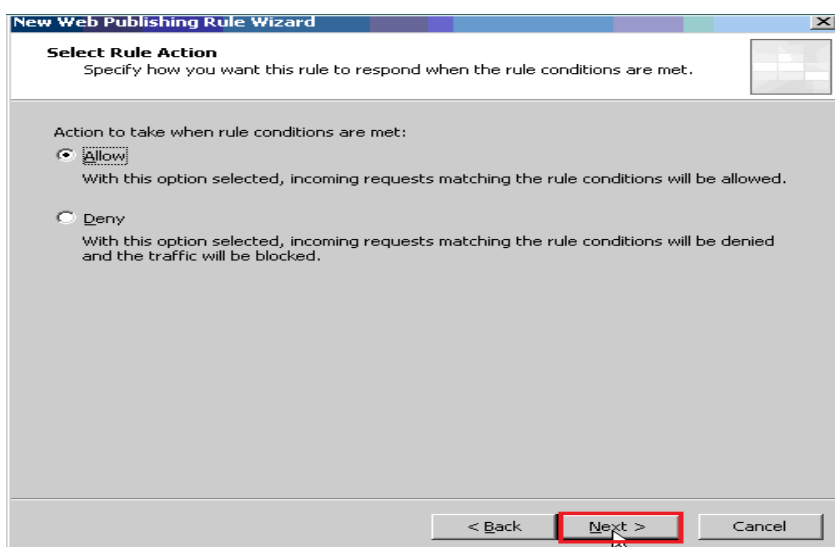 New Web Publishing Rule Wizard
Select Rule Action
Specify how you want this rule to respond when the rule conditions are met.
Action to take when rule conditions are met:
Allow
With this option selected, incoming requests matching the rule conditions will be allowed.
Deny
With this option selected, incoming requests matching the rule conditions will be denied
and the traffic will be blocked.
< Back Next > Cancel